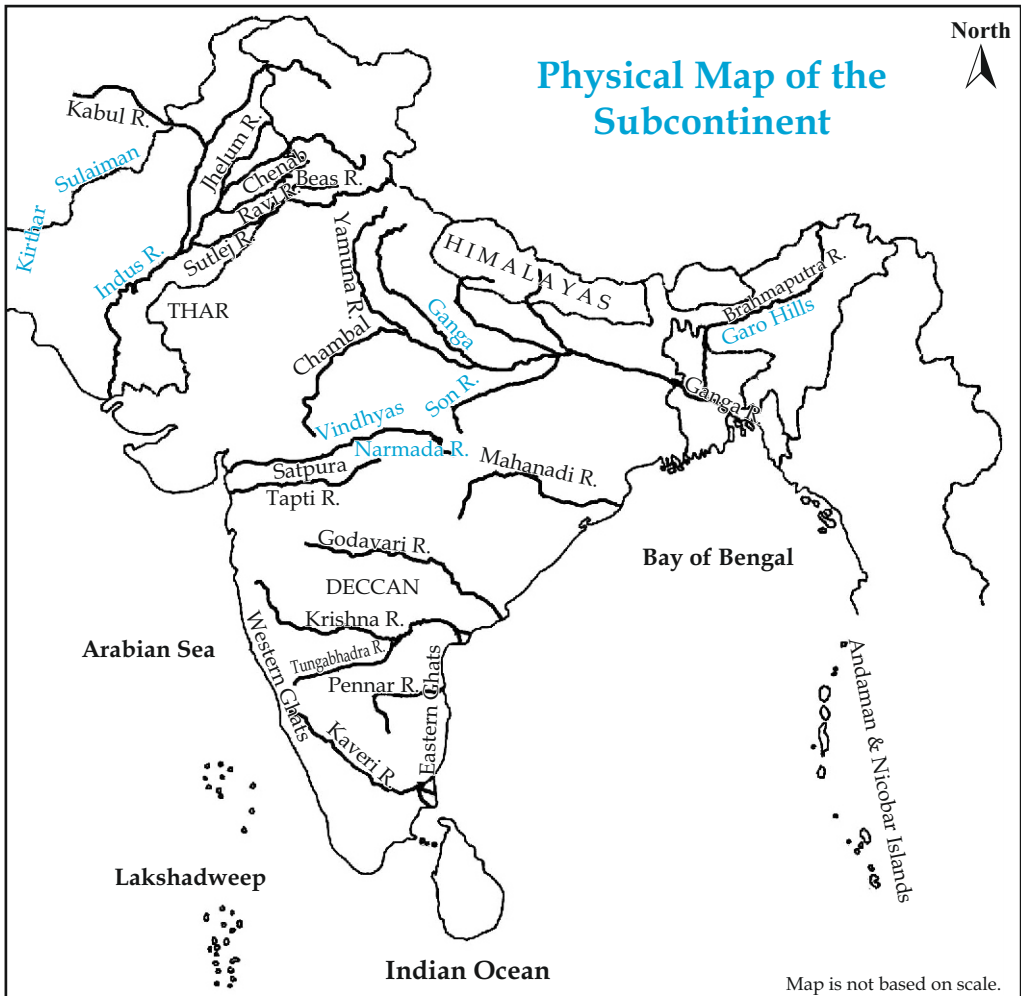 North
Physical Map of the
Subcontinent
Kabul R.
Jhelum R.
Sulaiman
Chenab
Beas R.
Ravi R.
Kirthar
Indus R.
Sutlej R.
Yamuna R.
HIMALAYAS
Brahmaputra R.
THAR
Ganga
Garo Hills
Chambal
Ganga R.
Son R.
Vindhyas
Narmada R.
Satpura
Mahanadi R.
Tapti R.
Godavari R.
Bay of Bengal
DECCAN
Krishna R.
Arabian Sea
Western Ghats
Tungabhadra R.
Pennar R.
Eastern Ghats
Kaveri R.
Andaman & Nicobar Islands
Lakshadweep
Indian Ocean
Map is not based on scale.